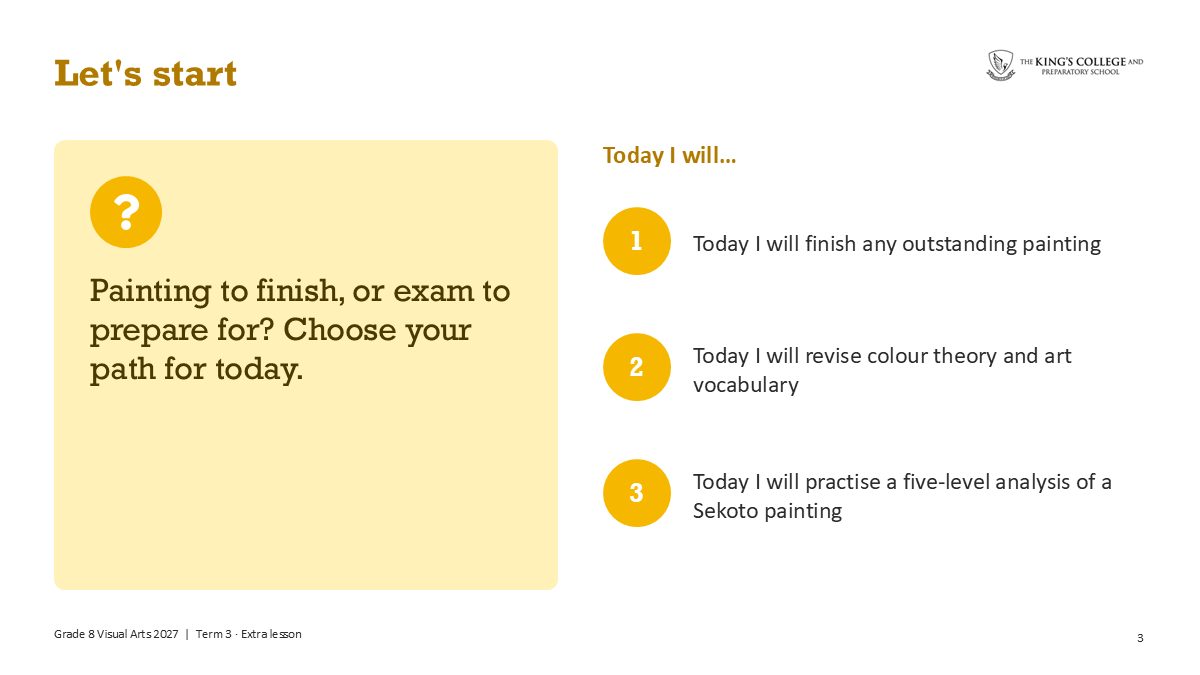 Let's start
THE KING'S COLLEGE AND
PREPARATORY SCHOOL
?
Painting to finish, or exam to
prepare for? Choose your
path for today.
Today I will...
1
Today I will finish any outstanding painting
2
Today I will revise colour theory and art
vocabulary
3
Today I will practise a five-level analysis of a
Sekoto painting
Grade 8 Visual Arts 2027 | Term 3 · Extra lesson
3